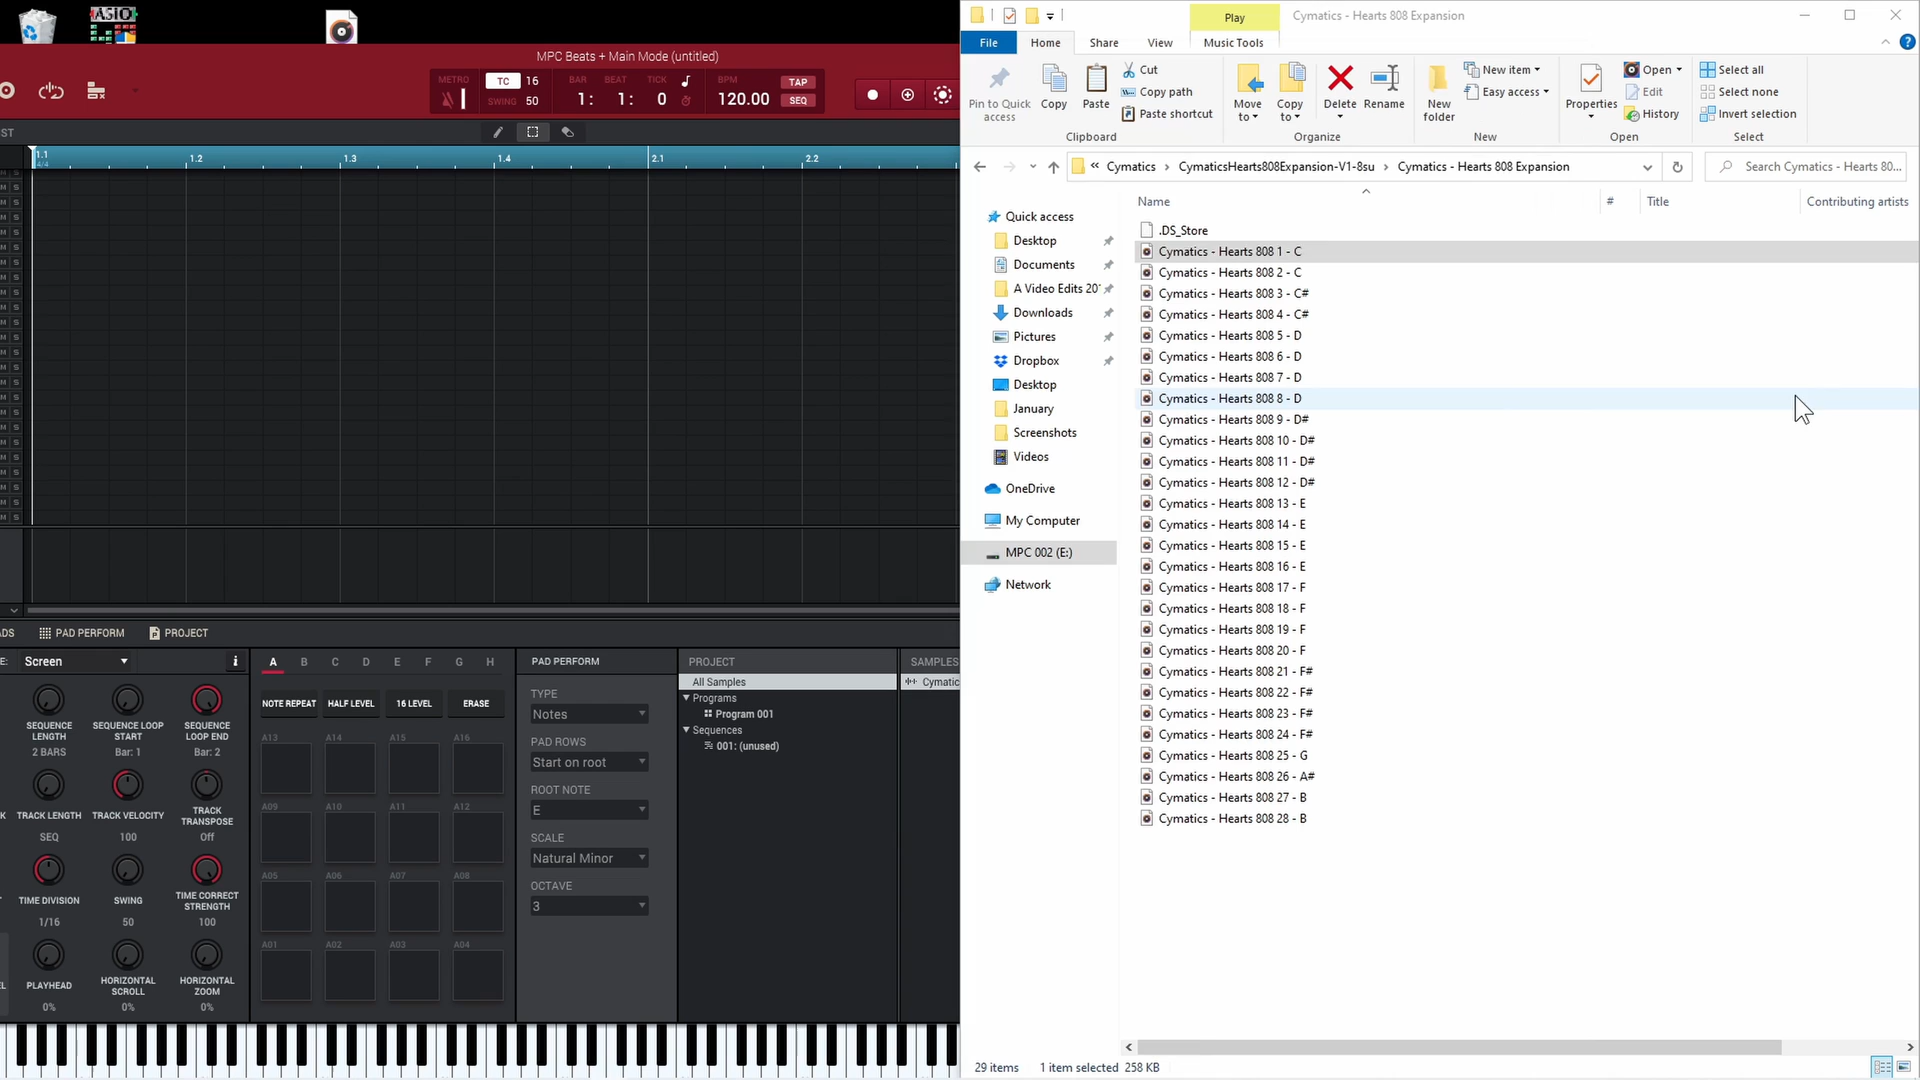 ASIO
MPC Beats + Main Mode (untitled)
METRO
TC 16
SWING 50
BAR
1:
BEAT
1:
TICK
0
BPM
120.00
TAP
SEQ
ST
1.1
4/4
1.2
1.3
1.4
2.1
2.2
M S
ADS
PAD PERFORM
PROJECT
E:
Screen
i
SEQUENCE LENGTH
2 BARS
SEQUENCE LOOP START
Bar: 1
SEQUENCE LOOP END
Bar: 2
TRACK LENGTH
SEQ
TRACK VELOCITY
100
TRACK TRANSPOSE
Off
TIME DIVISION
1/16
SWING
50
TIME CORRECT STRENGTH
100
PLAYHEAD
0%
HORIZONTAL SCROLL
0%
HORIZONTAL ZOOM
0%
A B C D E F G H
NOTE REPEAT
HALF LEVEL
16 LEVEL
ERASE
A13 A14 A15 A16
A09 A10 A11 A12
A05 A06 A07 A08
A01 A02 A03 A04
PAD PERFORM
TYPE
Notes
PAD ROWS
Start on root
ROOT NOTE
E
SCALE
Natural Minor
OCTAVE
3
PROJECT
All Samples
Programs
Program 001
Sequences
001: (unused)
SAMPLES
Cymatic
Play
Cymatics - Hearts 808 Expansion
File
Home
Share
View
Music Tools
Pin to Quick access
Copy
Paste
Cut
Copy path
Paste shortcut
Clipboard
Move to
Copy to
Delete
Rename
Organize
New folder
New item
Easy access
New
Properties
Open
Edit
History
Open
Select all
Select none
Invert selection
Select
« Cymatics › CymaticsHearts808Expansion-V1-8su › Cymatics - Hearts 808 Expansion
Search Cymatics - Hearts 80...
Name
#
Title
Contributing artists
Quick access
Desktop
Documents
A Video Edits 20
Downloads
Pictures
Dropbox
Desktop
January
Screenshots
Videos
OneDrive
My Computer
MPC 002 (E:)
Network
.DS_Store
Cymatics - Hearts 808 1 - C
Cymatics - Hearts 808 2 - C
Cymatics - Hearts 808 3 - C#
Cymatics - Hearts 808 4 - C#
Cymatics - Hearts 808 5 - D
Cymatics - Hearts 808 6 - D
Cymatics - Hearts 808 7 - D
Cymatics - Hearts 808 8 - D
Cymatics - Hearts 808 9 - D#
Cymatics - Hearts 808 10 - D#
Cymatics - Hearts 808 11 - D#
Cymatics - Hearts 808 12 - D#
Cymatics - Hearts 808 13 - E
Cymatics - Hearts 808 14 - E
Cymatics - Hearts 808 15 - E
Cymatics - Hearts 808 16 - E
Cymatics - Hearts 808 17 - F
Cymatics - Hearts 808 18 - F
Cymatics - Hearts 808 19 - F
Cymatics - Hearts 808 20 - F
Cymatics - Hearts 808 21 - F#
Cymatics - Hearts 808 22 - F#
Cymatics - Hearts 808 23 - F#
Cymatics - Hearts 808 24 - F#
Cymatics - Hearts 808 25 - G
Cymatics - Hearts 808 26 - A#
Cymatics - Hearts 808 27 - B
Cymatics - Hearts 808 28 - B
29 items
1 item selected 258 KB